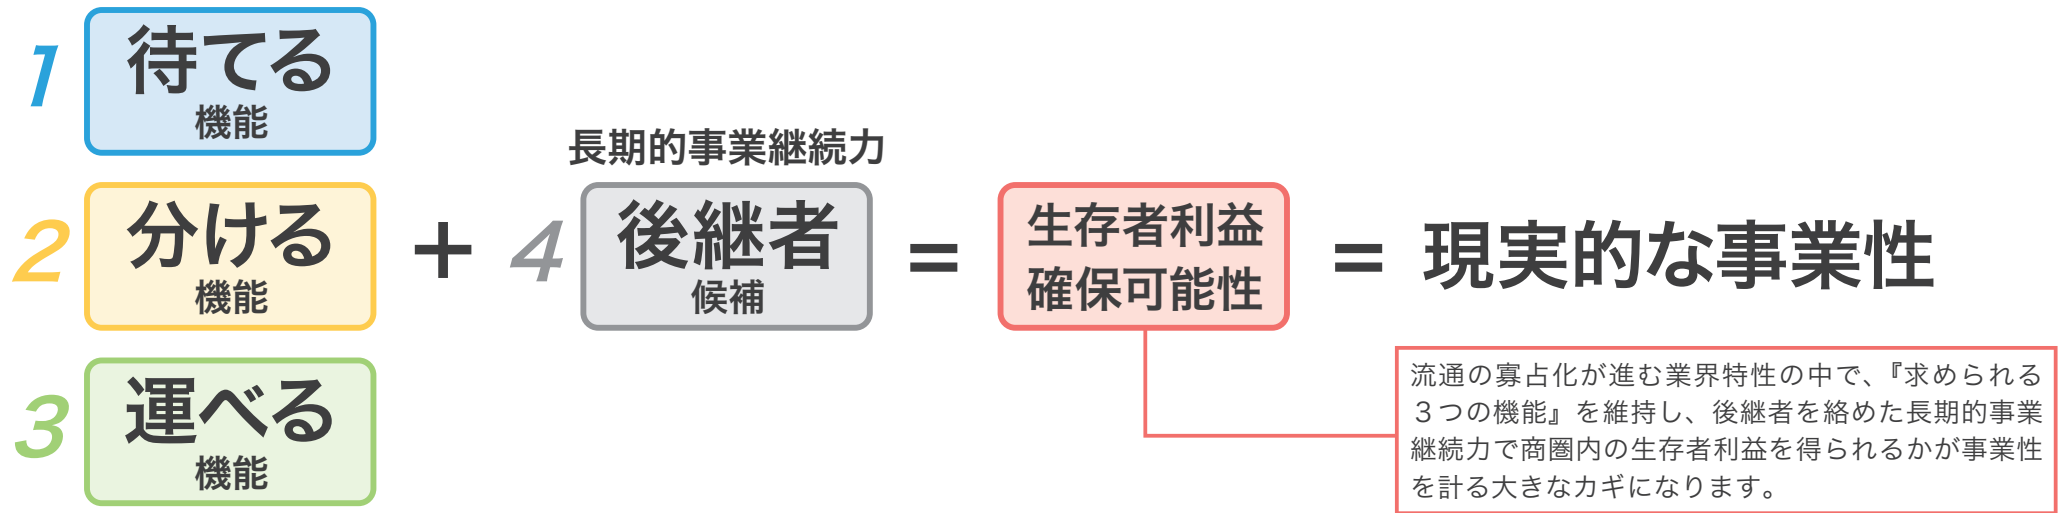 1
待てる
機能
2
分ける
機能
3
運べる
機能
+
長期的事業継続力
4
後継者
候補
=
生存者利益
確保可能性
=
現実的な事業性
流通の寡占化が進む業界特性の中で、『求められる
３つの機能』を維持し、後継者を絡めた長期的事業
継続力で商圏内の生存者利益を得られるかが事業性
を計る大きなカギになります。